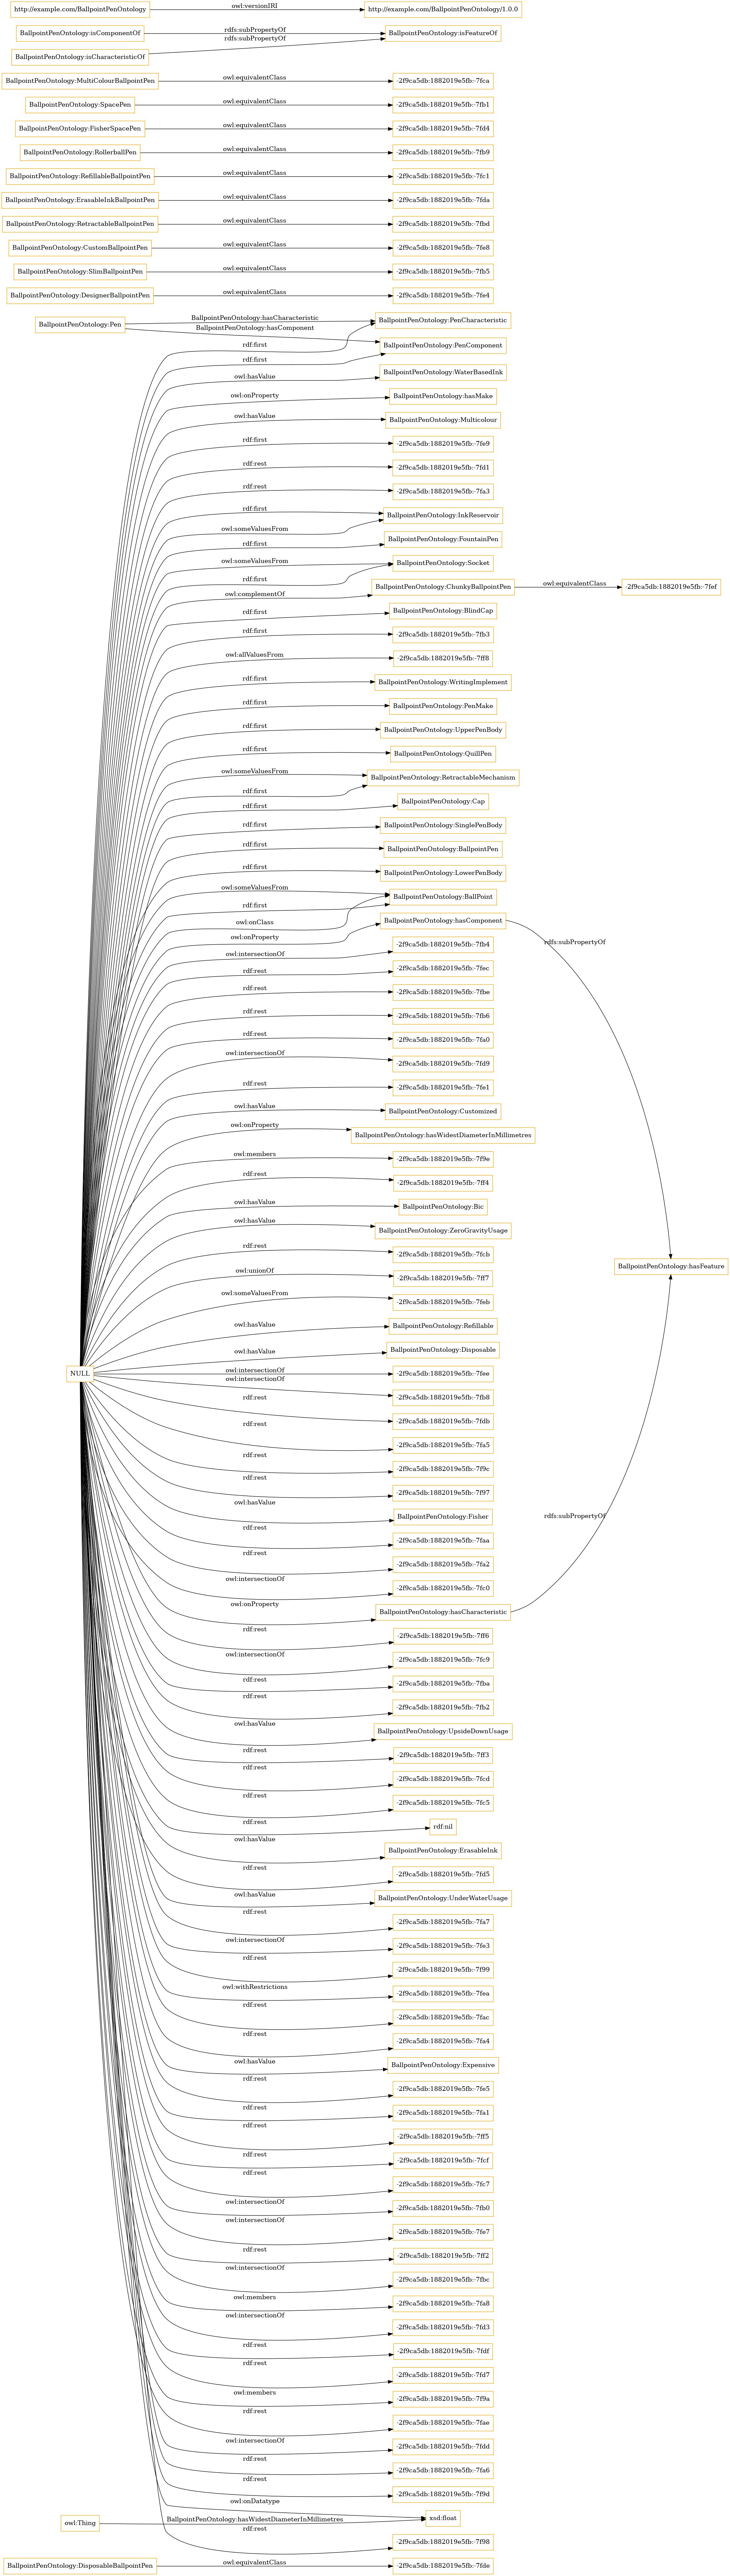 http://example.com/BallpointPenOntology
owl:versionIRI
http://example.com/BallpointPenOntology/1.0.0
BallpointPenOntology:isComponentOf
rdfs:subPropertyOf
BallpointPenOntology:isFeatureOf
rdfs:subPropertyOf
BallpointPenOntology:isCharacteristicOf
BallpointPenOntology:MultiColourBallpointPen
owl:equivalentClass
-2f9ca5db:1882019e5fb:-7fca
BallpointPenOntology:SpacePen
owl:equivalentClass
-2f9ca5db:1882019e5fb:-7fb1
BallpointPenOntology:FisherSpacePen
owl:equivalentClass
-2f9ca5db:1882019e5fb:-7fd4
BallpointPenOntology:RollerballPen
owl:equivalentClass
-2f9ca5db:1882019e5fb:-7fb9
BallpointPenOntology:RefillableBallpointPen
owl:equivalentClass
-2f9ca5db:1882019e5fb:-7fc1
BallpointPenOntology:ErasableInkBallpointPen
owl:equivalentClass
-2f9ca5db:1882019e5fb:-7fda
BallpointPenOntology:RetractableBallpointPen
owl:equivalentClass
-2f9ca5db:1882019e5fb:-7fbd
BallpointPenOntology:CustomBallpointPen
owl:equivalentClass
-2f9ca5db:1882019e5fb:-7fe8
BallpointPenOntology:SlimBallpointPen
owl:equivalentClass
-2f9ca5db:1882019e5fb:-7fb5
BallpointPenOntology:DesignerBallpointPen
owl:equivalentClass
-2f9ca5db:1882019e5fb:-7fe4
BallpointPenOntology:Pen
BallpointPenOntology:hasCharacteristic
BallpointPenOntology:PenCharacteristic
BallpointPenOntology:hasComponent
rdf:first
BallpointPenOntology:PenComponent
rdf:first
owl:hasValue
BallpointPenOntology:WaterBasedInk
owl:onProperty
BallpointPenOntology:hasMake
owl:hasValue
BallpointPenOntology:Multicolour
rdf:first
-2f9ca5db:1882019e5fb:-7fe9
rdf:rest
-2f9ca5db:1882019e5fb:-7fd1
rdf:rest
-2f9ca5db:1882019e5fb:-7fa3
rdf:first
BallpointPenOntology:InkReservoir
owl:someValuesFrom
rdf:first
BallpointPenOntology:FountainPen
owl:someValuesFrom
BallpointPenOntology:Socket
rdf:first
owl:complementOf
BallpointPenOntology:ChunkyBallpointPen
owl:equivalentClass
-2f9ca5db:1882019e5fb:-7fef
rdf:first
BallpointPenOntology:BlindCap
rdf:first
-2f9ca5db:1882019e5fb:-7fb3
owl:allValuesFrom
-2f9ca5db:1882019e5fb:-7ff8
rdf:first
BallpointPenOntology:WritingImplement
rdf:first
BallpointPenOntology:PenMake
rdf:first
BallpointPenOntology:UpperPenBody
rdf:first
BallpointPenOntology:QuillPen
owl:someValuesFrom
BallpointPenOntology:RetractableMechanism
rdf:first
rdf:first
BallpointPenOntology:Cap
rdf:first
BallpointPenOntology:SinglePenBody
rdf:first
BallpointPenOntology:BallpointPen
rdf:first
BallpointPenOntology:LowerPenBody
owl:someValuesFrom
BallpointPenOntology:BallPoint
rdf:first
owl:onClass
BallpointPenOntology:hasComponent
owl:onProperty
rdfs:subPropertyOf
owl:intersectionOf
-2f9ca5db:1882019e5fb:-7fb4
rdf:rest
-2f9ca5db:1882019e5fb:-7fec
rdf:rest
-2f9ca5db:1882019e5fb:-7fbe
rdf:rest
-2f9ca5db:1882019e5fb:-7fb6
rdf:rest
-2f9ca5db:1882019e5fb:-7fa0
owl:intersectionOf
-2f9ca5db:1882019e5fb:-7fd9
rdf:rest
-2f9ca5db:1882019e5fb:-7fe1
owl:hasValue
BallpointPenOntology:Customized
owl:onProperty
BallpointPenOntology:hasWidestDiameterInMillimetres
owl:members
-2f9ca5db:1882019e5fb:-7f9e
rdf:rest
-2f9ca5db:1882019e5fb:-7ff4
owl:hasValue
BallpointPenOntology:Bic
owl:hasValue
BallpointPenOntology:ZeroGravityUsage
rdf:rest
-2f9ca5db:1882019e5fb:-7fcb
BallpointPenOntology:hasFeature
owl:unionOf
-2f9ca5db:1882019e5fb:-7ff7
owl:someValuesFrom
-2f9ca5db:1882019e5fb:-7feb
owl:hasValue
BallpointPenOntology:Refillable
owl:hasValue
BallpointPenOntology:Disposable
NULL
owl:intersectionOf
-2f9ca5db:1882019e5fb:-7fee
owl:intersectionOf
-2f9ca5db:1882019e5fb:-7fb8
rdf:rest
-2f9ca5db:1882019e5fb:-7fdb
rdf:rest
-2f9ca5db:1882019e5fb:-7fa5
rdf:rest
-2f9ca5db:1882019e5fb:-7f9c
rdf:rest
-2f9ca5db:1882019e5fb:-7f97
owl:hasValue
BallpointPenOntology:Fisher
rdfs:subPropertyOf
rdf:rest
-2f9ca5db:1882019e5fb:-7faa
rdf:rest
-2f9ca5db:1882019e5fb:-7fa2
owl:intersectionOf
-2f9ca5db:1882019e5fb:-7fc0
owl:onProperty
BallpointPenOntology:hasCharacteristic
rdf:rest
-2f9ca5db:1882019e5fb:-7ff6
owl:intersectionOf
-2f9ca5db:1882019e5fb:-7fc9
rdf:rest
-2f9ca5db:1882019e5fb:-7fba
rdf:rest
-2f9ca5db:1882019e5fb:-7fb2
owl:hasValue
BallpointPenOntology:UpsideDownUsage
rdf:rest
-2f9ca5db:1882019e5fb:-7ff3
rdf:rest
-2f9ca5db:1882019e5fb:-7fcd
rdf:rest
-2f9ca5db:1882019e5fb:-7fc5
rdf:rest
rdf:nil
owl:hasValue
BallpointPenOntology:ErasableInk
rdf:rest
-2f9ca5db:1882019e5fb:-7fd5
owl:hasValue
BallpointPenOntology:UnderWaterUsage
rdf:rest
-2f9ca5db:1882019e5fb:-7fa7
owl:intersectionOf
-2f9ca5db:1882019e5fb:-7fe3
rdf:rest
-2f9ca5db:1882019e5fb:-7f99
owl:withRestrictions
-2f9ca5db:1882019e5fb:-7fea
rdf:rest
-2f9ca5db:1882019e5fb:-7fac
rdf:rest
-2f9ca5db:1882019e5fb:-7fa4
owl:hasValue
BallpointPenOntology:Expensive
rdf:rest
-2f9ca5db:1882019e5fb:-7fe5
rdf:rest
-2f9ca5db:1882019e5fb:-7fa1
rdf:rest
-2f9ca5db:1882019e5fb:-7ff5
rdf:rest
-2f9ca5db:1882019e5fb:-7fcf
rdf:rest
-2f9ca5db:1882019e5fb:-7fc7
owl:intersectionOf
-2f9ca5db:1882019e5fb:-7fb0
owl:intersectionOf
-2f9ca5db:1882019e5fb:-7fe7
rdf:rest
-2f9ca5db:1882019e5fb:-7ff2
owl:intersectionOf
-2f9ca5db:1882019e5fb:-7fbc
owl:members
-2f9ca5db:1882019e5fb:-7fa8
owl:intersectionOf
-2f9ca5db:1882019e5fb:-7fd3
rdf:rest
-2f9ca5db:1882019e5fb:-7fdf
rdf:rest
-2f9ca5db:1882019e5fb:-7fd7
owl:members
-2f9ca5db:1882019e5fb:-7f9a
rdf:rest
-2f9ca5db:1882019e5fb:-7fae
owl:intersectionOf
-2f9ca5db:1882019e5fb:-7fdd
rdf:rest
-2f9ca5db:1882019e5fb:-7fa6
rdf:rest
-2f9ca5db:1882019e5fb:-7f9d
owl:onDatatype
xsd:float
owl:Thing
BallpointPenOntology:hasWidestDiameterInMillimetres
rdf:rest
-2f9ca5db:1882019e5fb:-7f98
BallpointPenOntology:DisposableBallpointPen
owl:equivalentClass
-2f9ca5db:1882019e5fb:-7fde